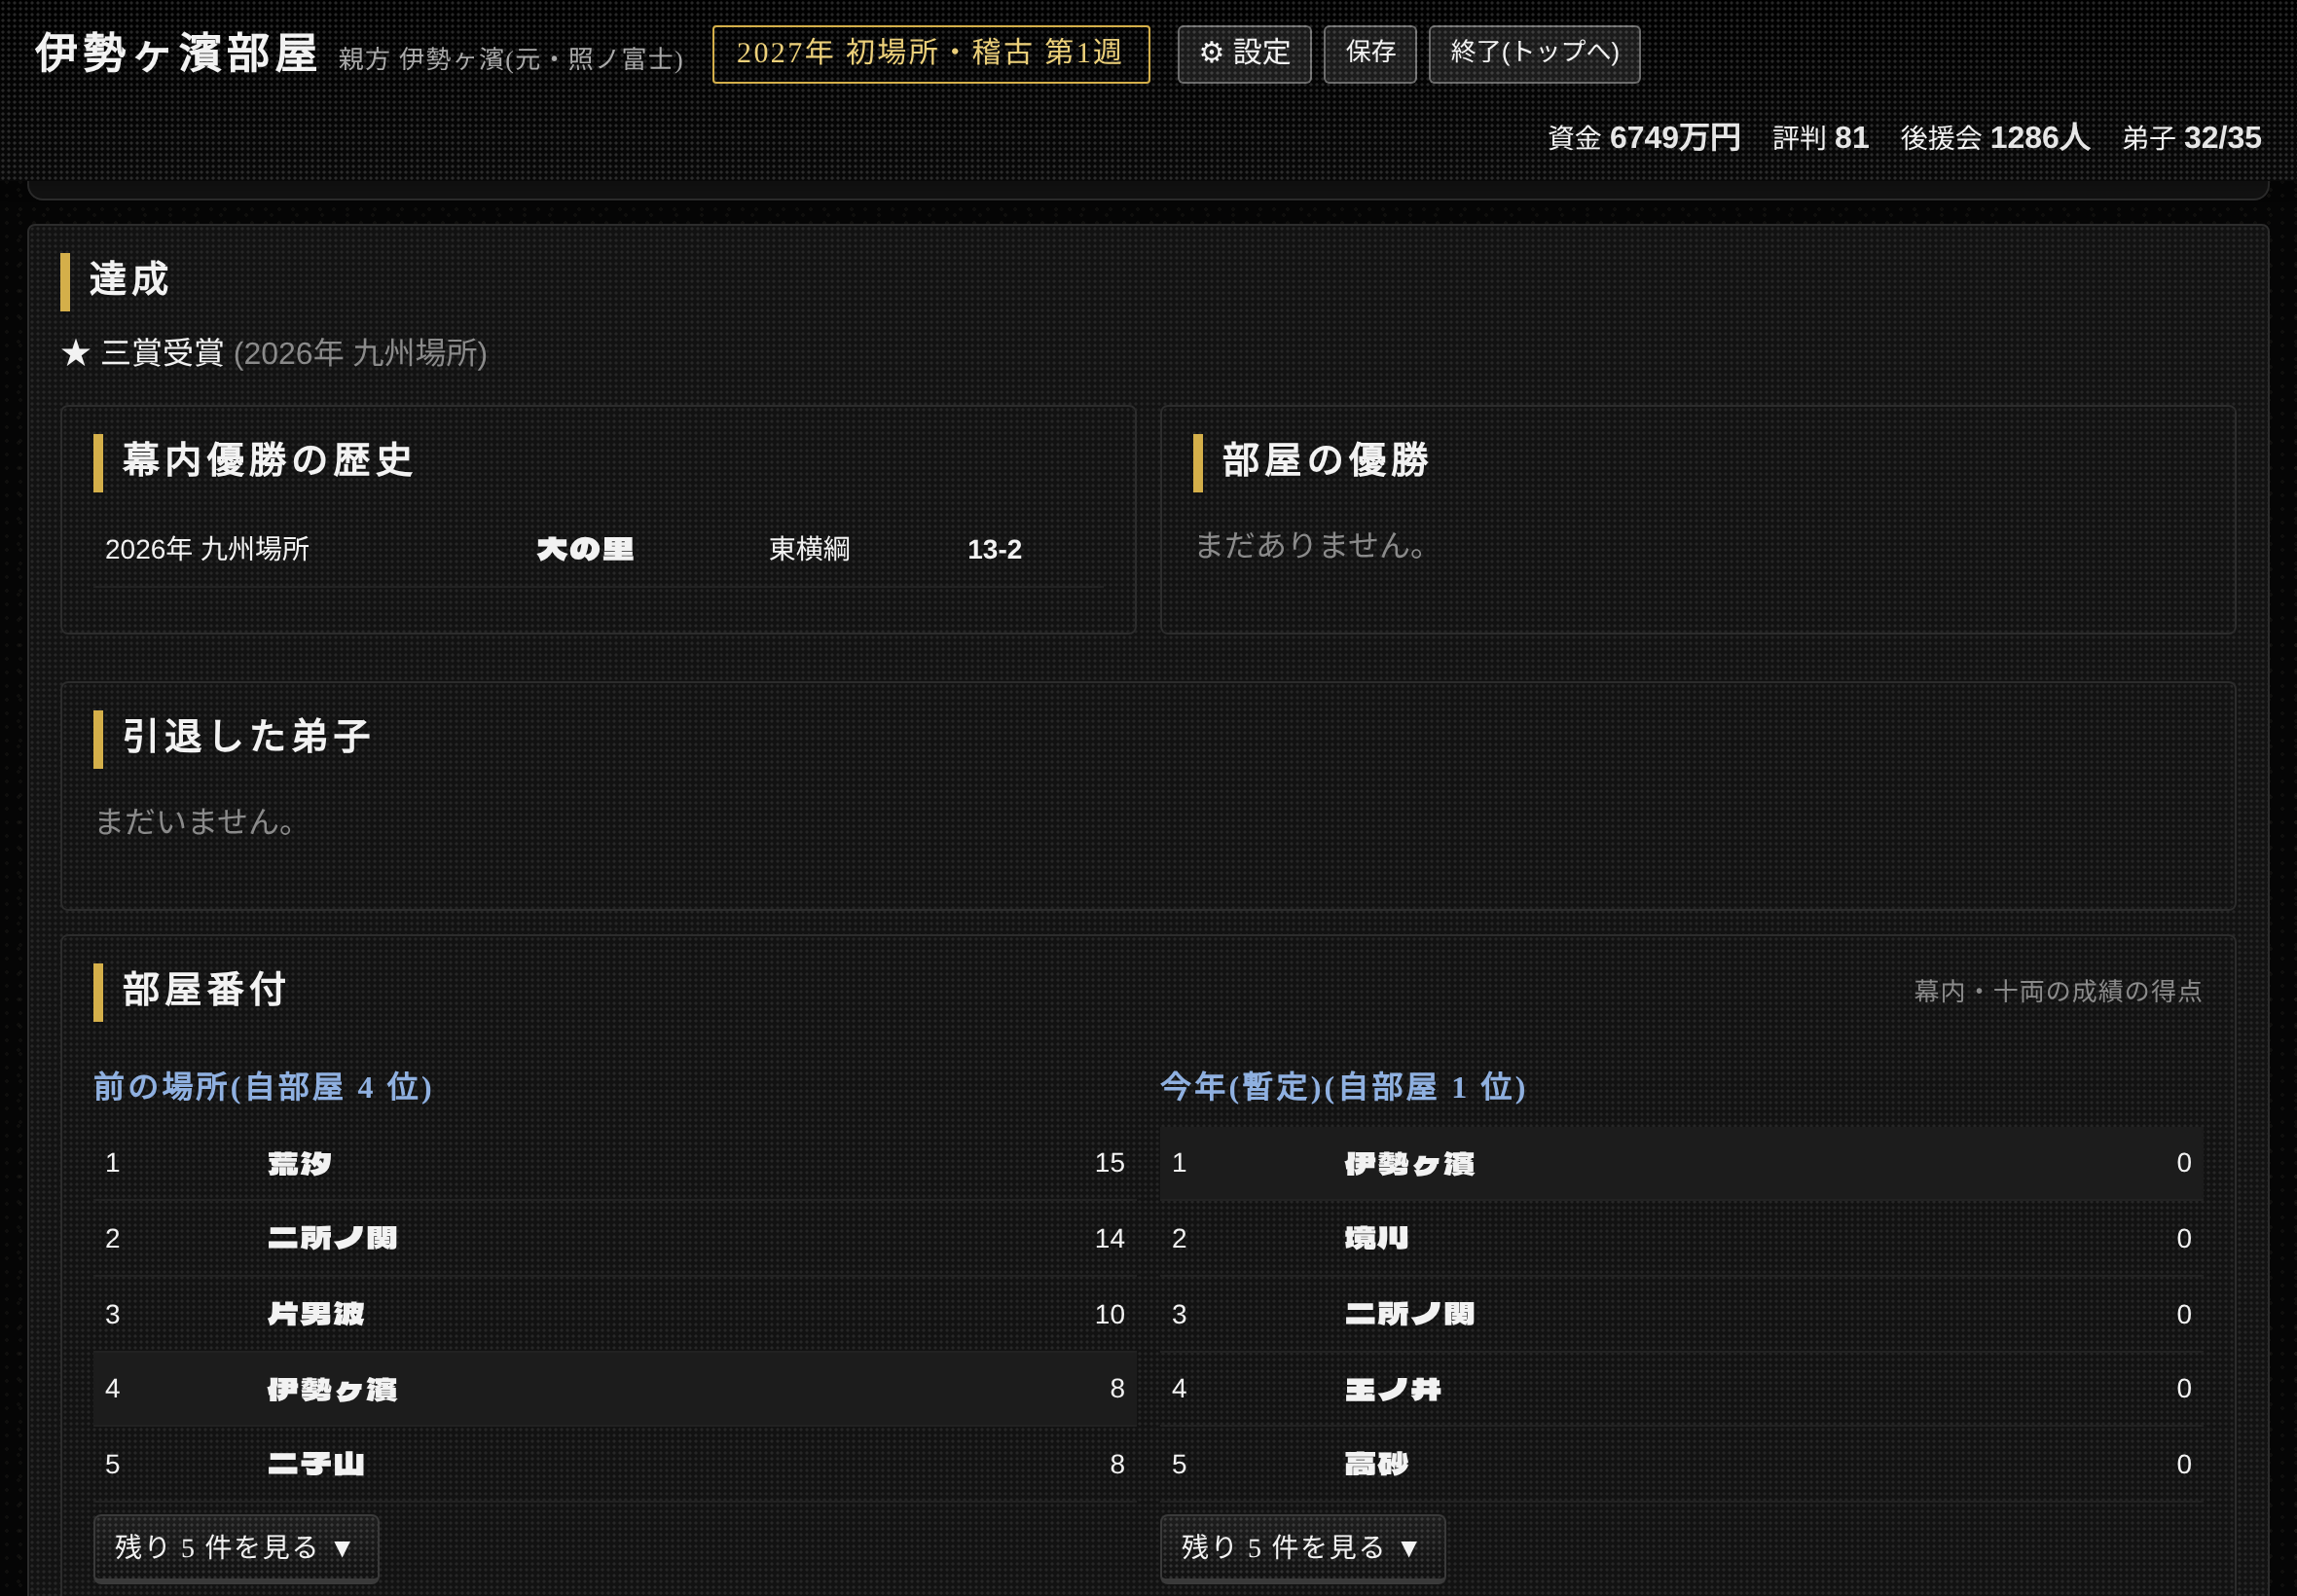 伊勢ヶ濱部屋 親方 伊勢ヶ濱(元・照ノ富士) 2027年 初場所・稽古 第1週 ⚙ 設定 保存 終了(トップへ)
資金 6749万円 評判 81 後援会 1286人 弟子 32/35
達成
★ 三賞受賞 (2026年 九州場所)
幕内優勝の歴史
2026年 九州場所 大の里 東横綱 13-2
部屋の優勝
まだありません。
引退した弟子
まだいません。
部屋番付 幕内・十両の成績の得点
前の場所(自部屋 4 位)
1 荒汐 15
2 二所ノ関 14
3 片男波 10
4 伊勢ヶ濱 8
5 二子山 8
残り 5 件を見る ▼
今年(暫定)(自部屋 1 位)
1 伊勢ヶ濱 0
2 境川 0
3 二所ノ関 0
4 玉ノ井 0
5 高砂 0
残り 5 件を見る ▼